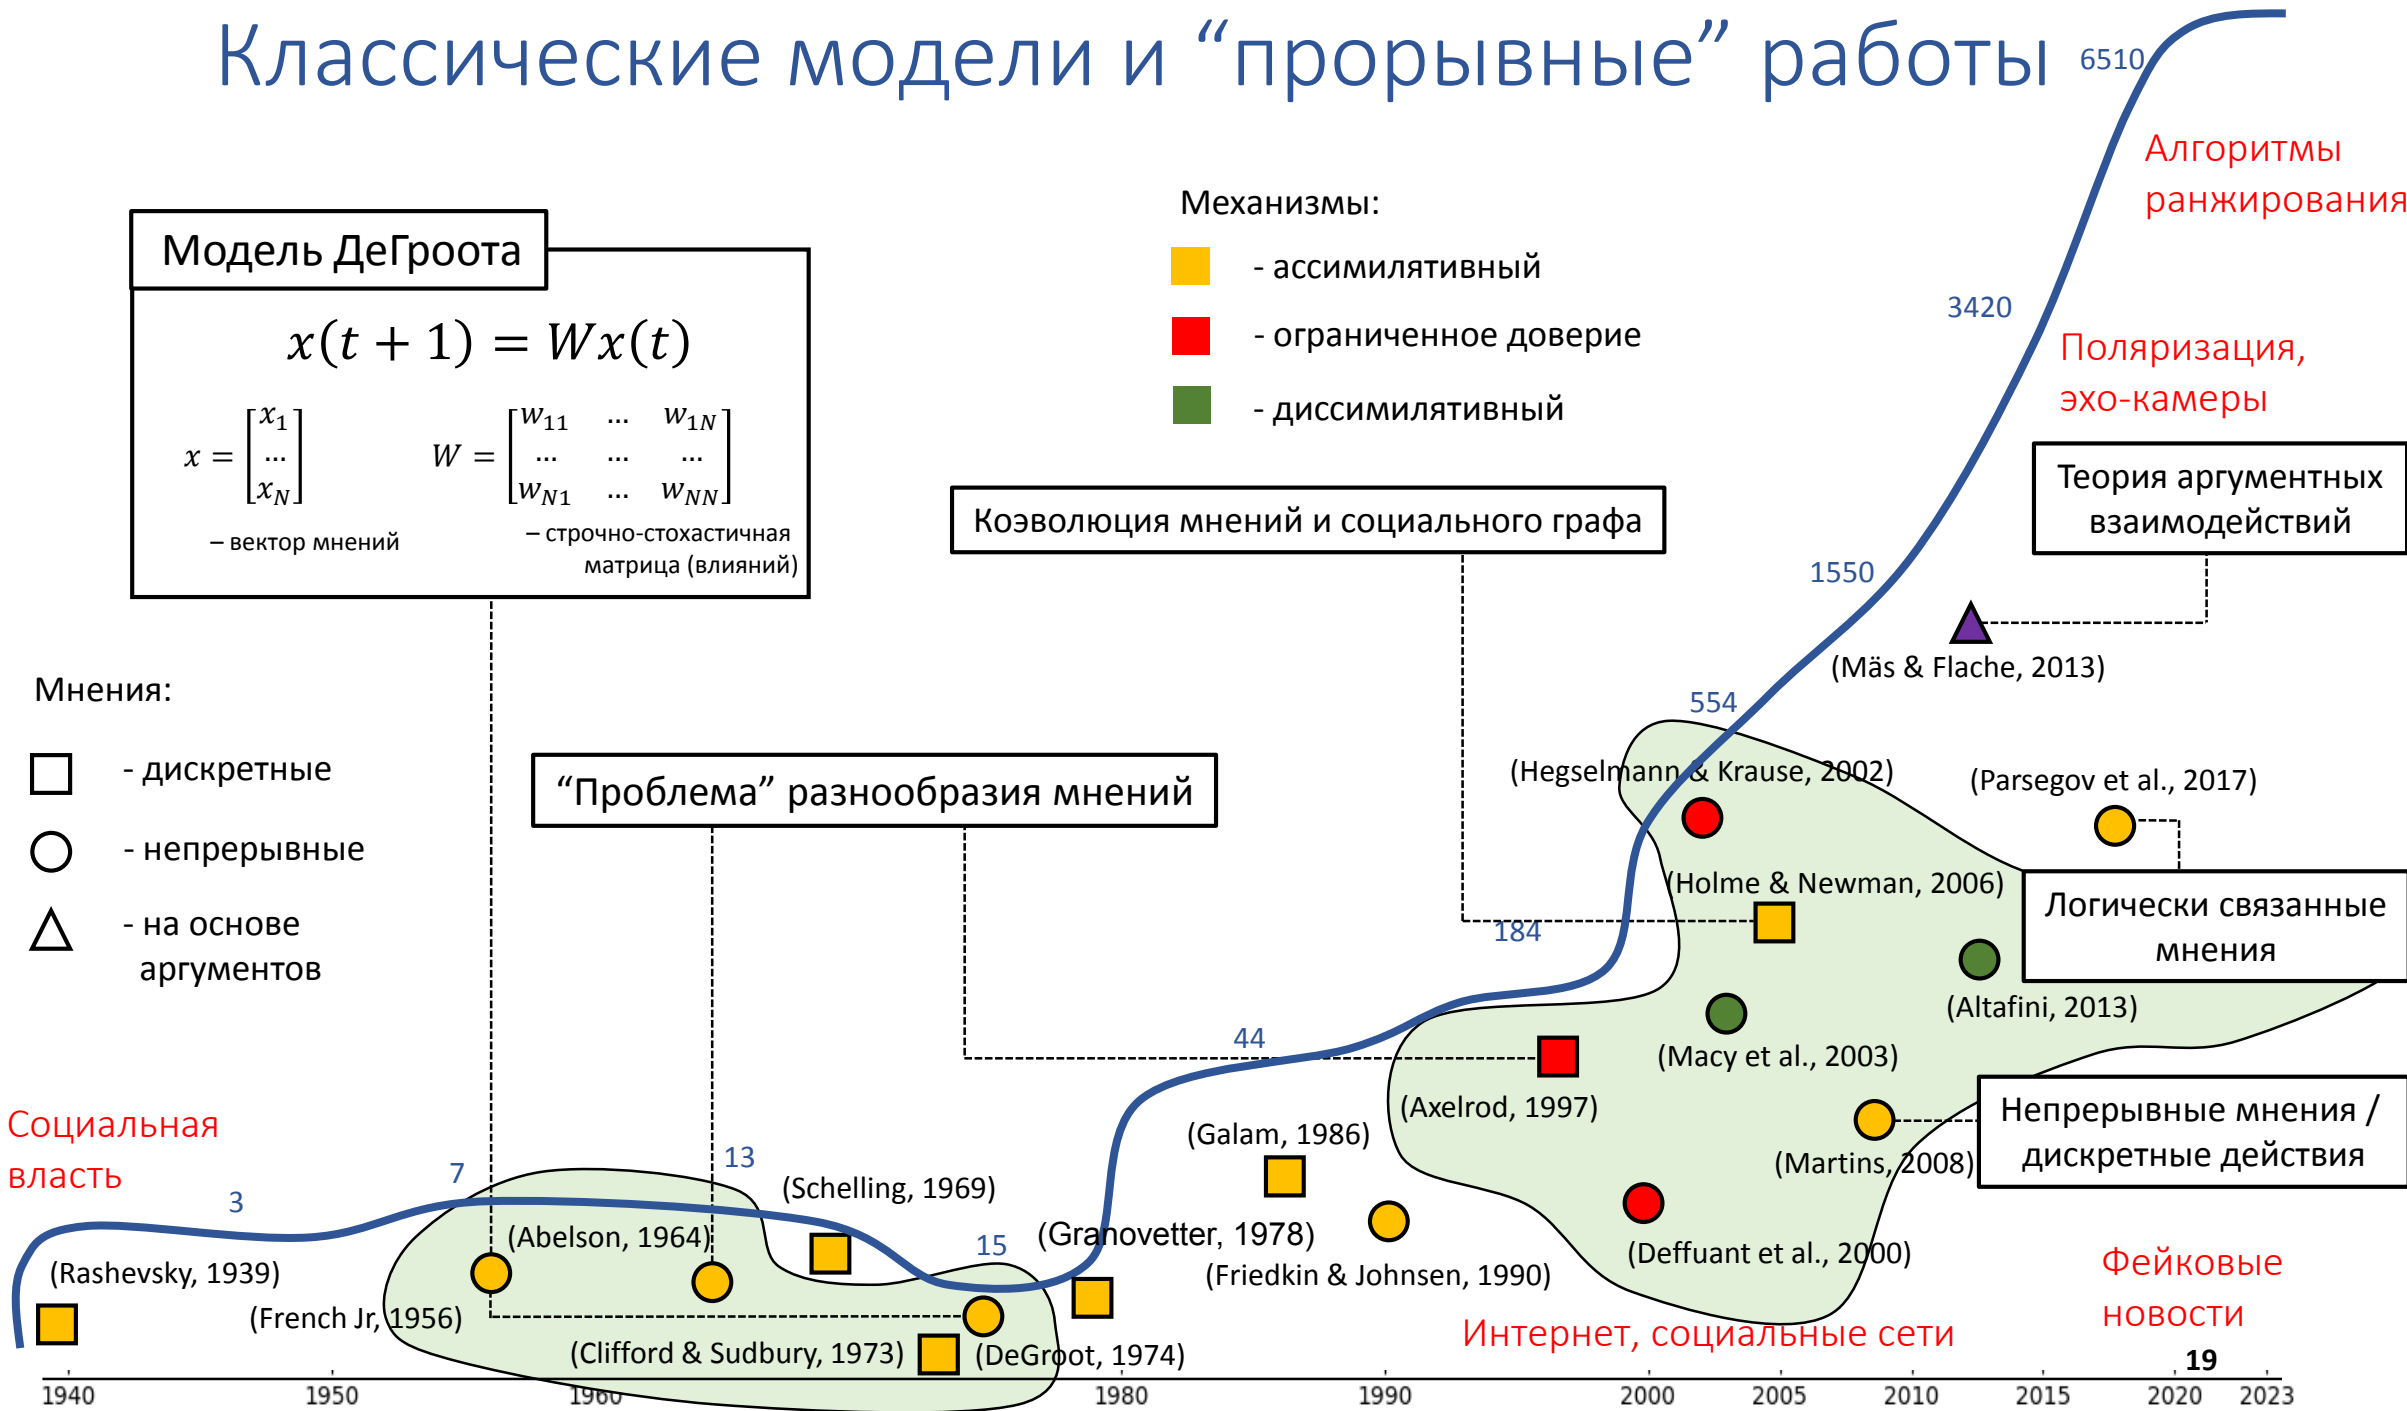 Классические модели и “прорывные” работы
6510
Алгоритмы
ранжирования
Механизмы:
- ассимилятивный
- ограниченное доверие
- диссимилятивный
3420
Поляризация,
эхо-камеры
Модель ДеГроота
x(t + 1) = Wx(t)
x = [x_1 ... x_N]
W = [w_11 ... w_1N
... ... ...
w_N1 ... w_NN]
– вектор мнений
– строчно-стохастичная
матрица (влияний)
Коэволюция мнений и социального графа
Теория аргументных
взаимодействий
1550
(Mäs & Flache, 2013)
Мнения:
- дискретные
- непрерывные
- на основе
аргументов
“Проблема” разнообразия мнений
554
(Hegselmann & Krause, 2002)
(Parsegov et al., 2017)
(Holme & Newman, 2006)
Логически связанные
мнения
184
(Altafini, 2013)
44
(Macy et al., 2003)
(Axelrod, 1997)
Непрерывные мнения /
дискретные действия
(Martins, 2008)
Социальная
власть
3
7
13
(Schelling, 1969)
(Galam, 1986)
(Abelson, 1964)
15
(Granovetter, 1978)
(Deffuant et al., 2000)
(Rashevsky, 1939)
(French Jr, 1956)
(Friedkin & Johnsen, 1990)
Фейковые
новости
Интернет, социальные сети
(Clifford & Sudbury, 1973)
(DeGroot, 1974)
19
1940 1950 1960 1980 1990 2000 2005 2010 2015 2020 2023